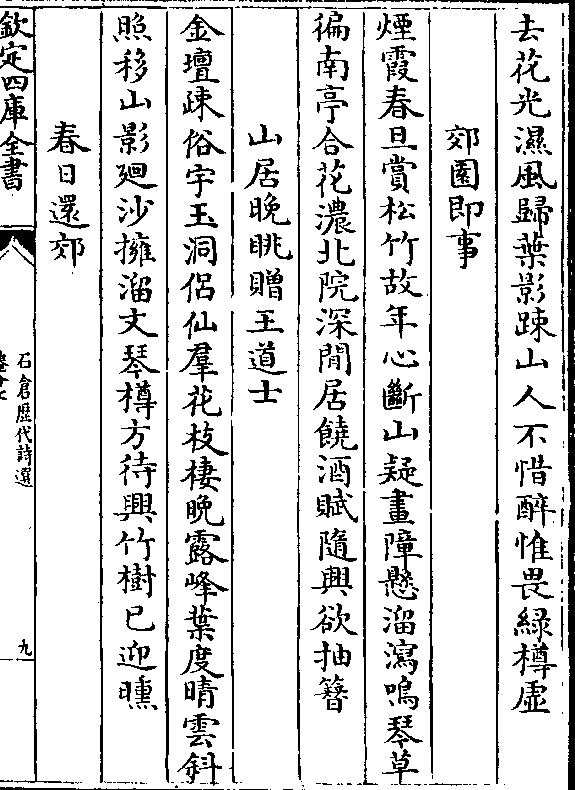 去花光濕風歸葉影踈山人不惜醉惟畏緑樽虛
郊園即事
煙霞春旦賞松竹故年心斷山疑畫障懸溜瀉鳴琴草
徧南亭合花濃北院深閒居饒酒賦隨興欲抽簪
山居晚眺贈王道士
金壇疎俗宇玉洞侶仙羣花枝棲晚露峰葉度晴雲斜
照移山影廻沙擁溜文琴樽方待興竹樹已迎曛
春日還郊
欽定四庫全書
石倉歷代詩選
九